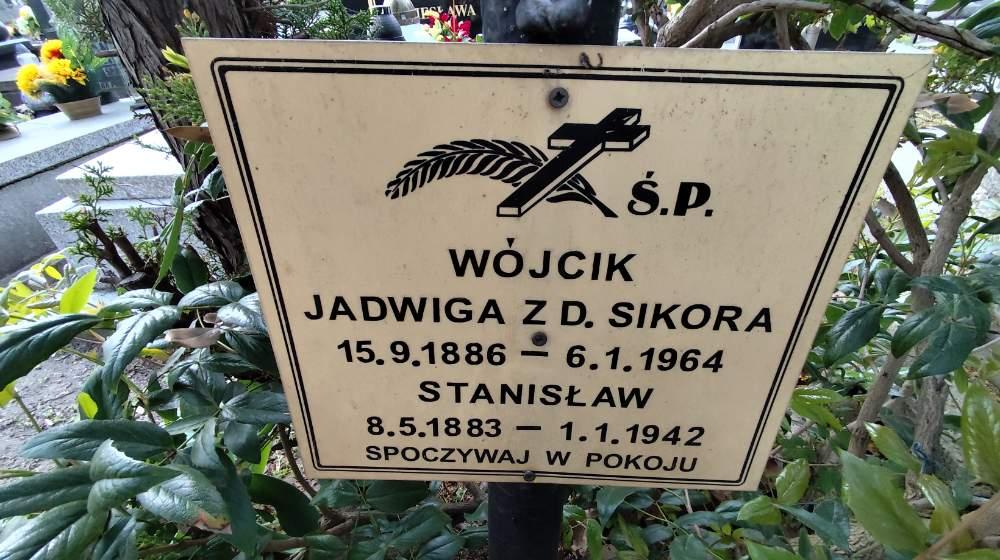 Ś.P.
WÓJCIK
JADWIGA Z D. SIKORA
15.9.1886 – 6.1.1964
STANISŁAW
8.5.1883 – 1.1.1942
SPOCZYWAJ W POKOJU